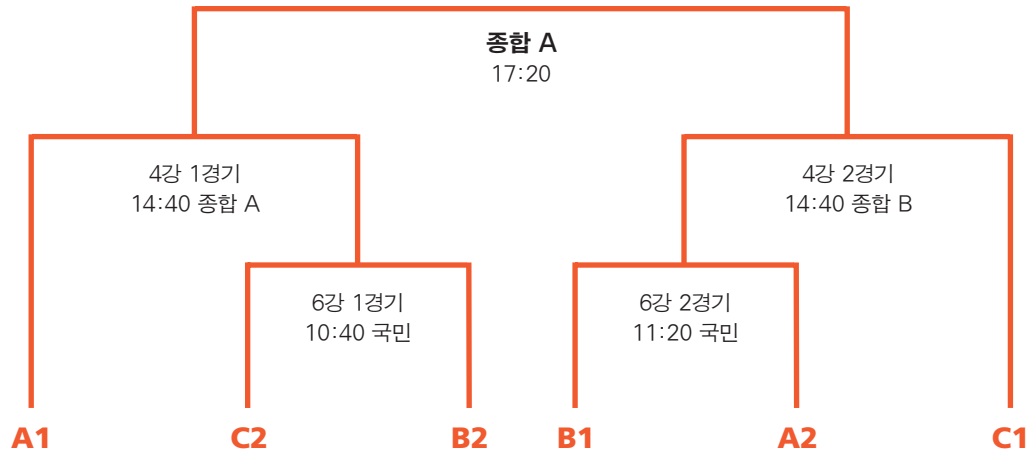 종합 A
17:20
4강 1경기
14:40 종합 A
4강 2경기
14:40 종합 B
6강 1경기
10:40 국민
6강 2경기
11:20 국민
A1 C2 B2 B1 A2 C1